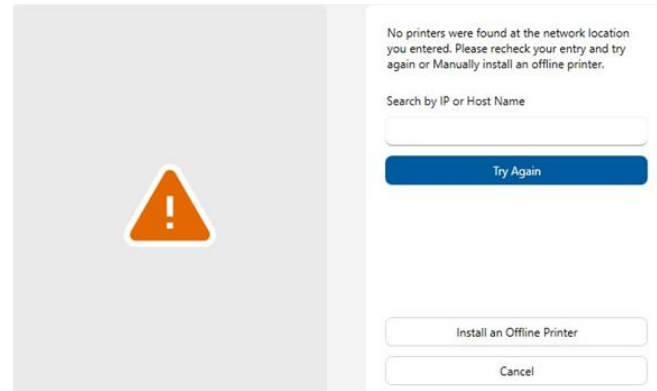 No printers were found at the network location
you entered. Please recheck your entry and try
again or Manually install an offline printer.
Search by IP or Host Name
Try Again
Install an Offline Printer
Cancel